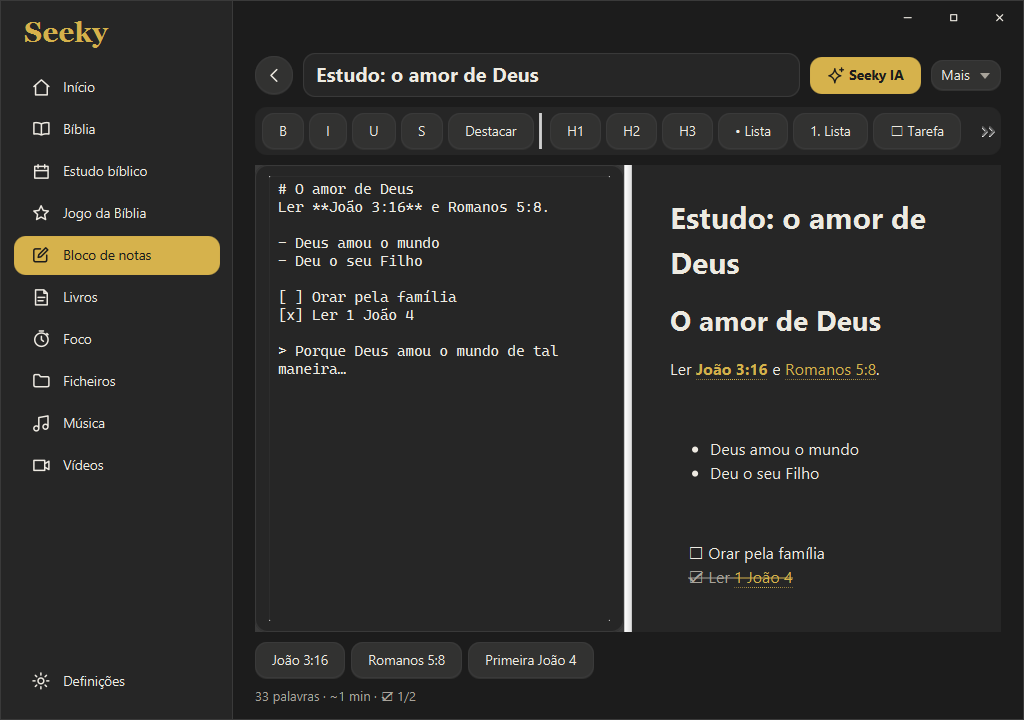 Seeky
Início
Bíblia
Estudo bíblico
Jogo da Bíblia
Bloco de notas
Livros
Foco
Ficheiros
Música
Vídeos
Definições
Estudo: o amor de Deus
Seeky IA
Mais
B I U S Destacar H1 H2 H3 • Lista 1. Lista ☐ Tarefa »
# O amor de Deus
Ler **João 3:16** e Romanos 5:8.
- Deus amou o mundo
- Deu o seu Filho
[ ] Orar pela família
[x] Ler 1 João 4
> Porque Deus amou o mundo de tal
maneira…
Estudo: o amor de
Deus
O amor de Deus
Ler João 3:16 e Romanos 5:8.
• Deus amou o mundo
• Deu o seu Filho
☐ Orar pela família
☑ Ler 1 João 4
João 3:16
Romanos 5:8
Primeira João 4
33 palavras · ~1 min · ☑ 1/2